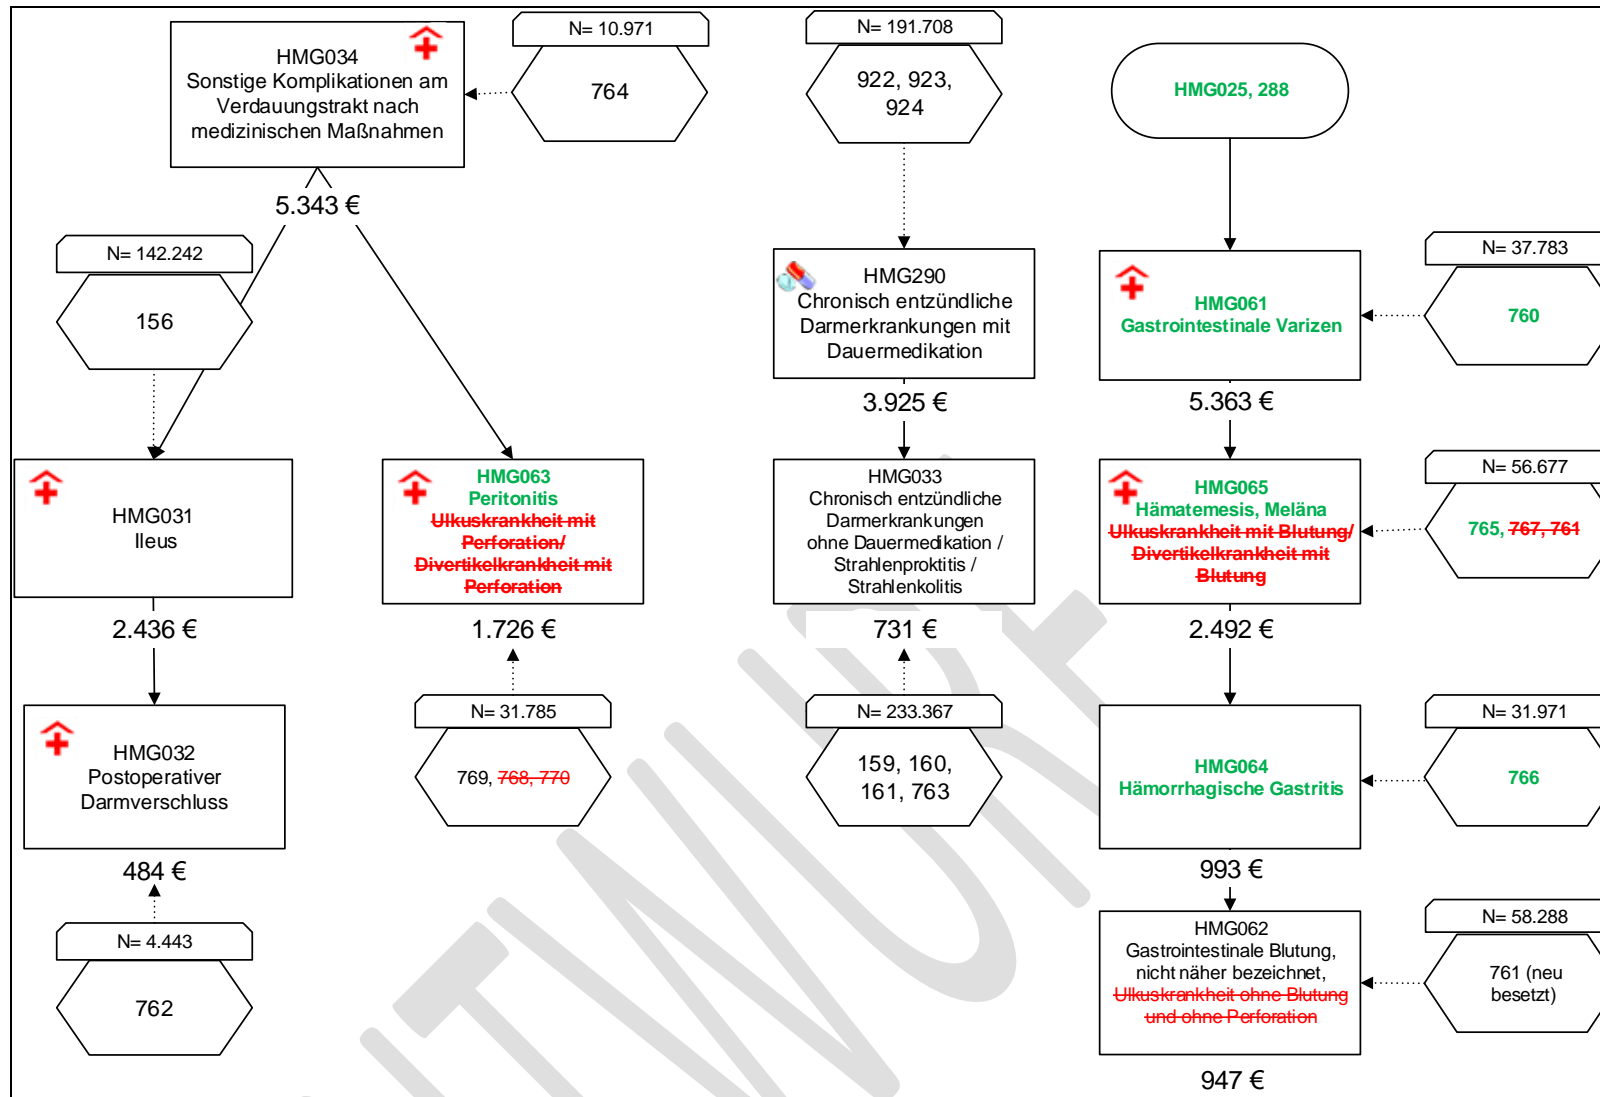 HMG034
Sonstige Komplikationen am
Verdauungstrakt nach
medizinischen Maßnahmen
N= 10.971
764
5.343 €
N= 142.242
156
HMG031
Ileus
2.436 €
HMG032
Postoperativer
Darmverschluss
484 €
N= 4.443
762
HMG063
Peritonitis
Ulkuskrankheit mit
Perforation/
Divertikelkrankheit mit
Perforation
1.726 €
N= 31.785
769, 768, 770
N= 191.708
922, 923,
924
HMG290
Chronisch entzündliche
Darmerkrankungen mit
Dauermedikation
3.925 €
HMG033
Chronisch entzündliche
Darmerkrankungen
ohne Dauermedikation /
Strahlenproktitis /
Strahlenkolitis
731 €
N= 233.367
159, 160,
161, 763
HMG025, 288
HMG061
Gastrointestinale Varizen
N= 37.783
760
5.363 €
HMG065
Hämatemesis, Meläna
Ulkuskrankheit mit Blutung/
Divertikelkrankheit mit
Blutung
N= 56.677
765, 767, 761
2.492 €
HMG064
Hämorrhagische Gastritis
N= 31.971
766
993 €
HMG062
Gastrointestinale Blutung,
nicht näher bezeichnet,
Ulkuskrankheit ohne Blutung
und ohne Perforation
N= 58.288
761 (neu
besetzt)
947 €
ENTWURF